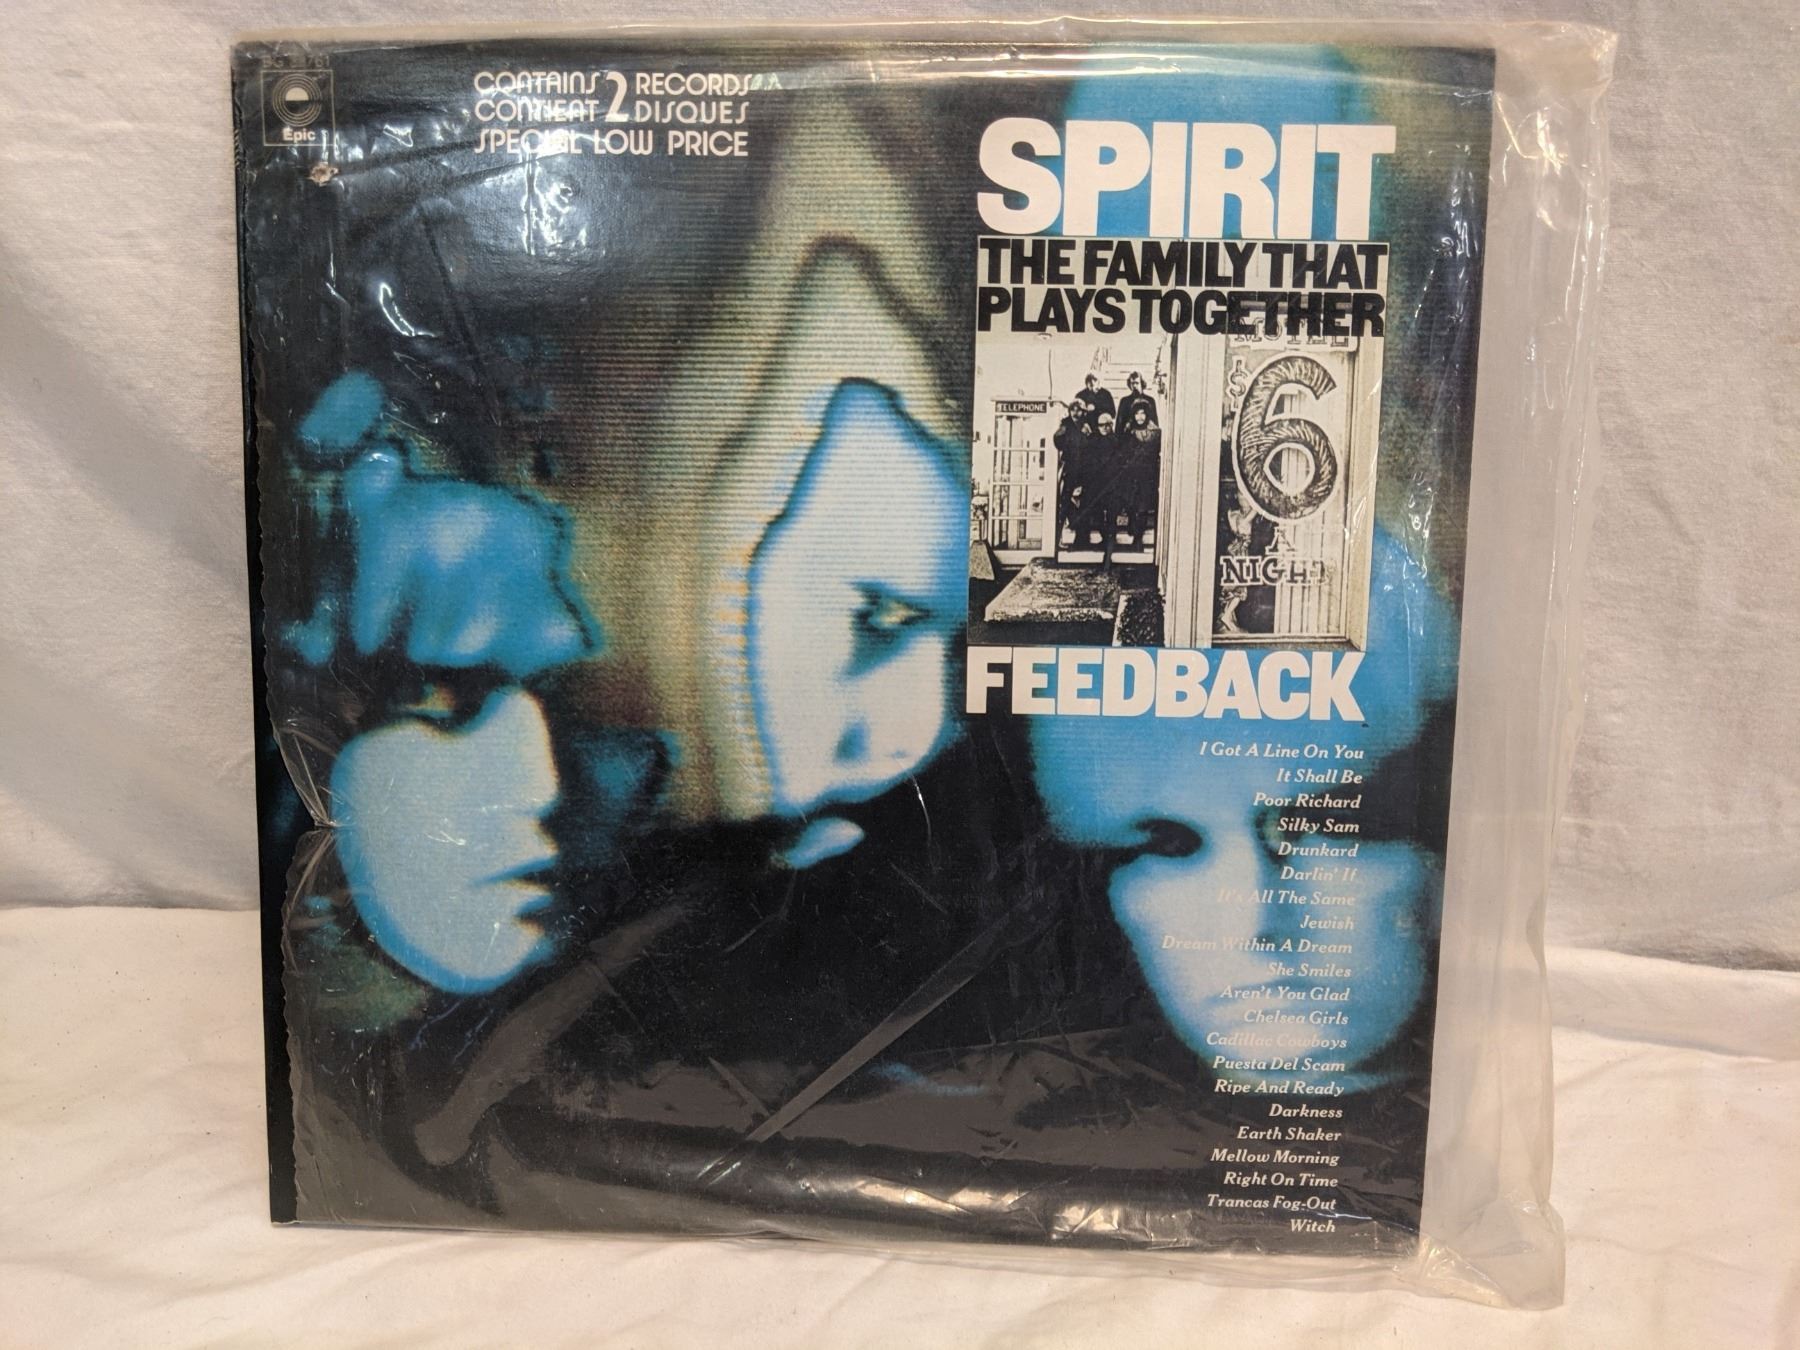 Epic
CONTAINS 2 RECORDS
CONTIENT 2 DISQUES
SPECIAL LOW PRICE
SPIRIT
THE FAMILY THAT
PLAYS TOGETHER
MOTEL
TELEPHONE
$6
A
NIGHT
FEEDBACK
I Got A Line On You
It Shall Be
Poor Richard
Silky Sam
Drunkard
Darlin' If
It's All The Same
Jewish
Dream Within A Dream
She Smiles
Aren't You Glad
Chelsea Girls
Cadillac Cowboys
Puesta Del Scam
Ripe And Ready
Darkness
Earth Shaker
Mellow Morning
Right On Time
Trancas Fog-Out
Witch